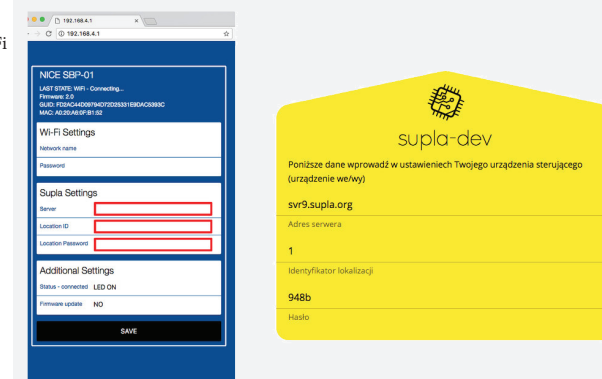 Fi
192.168.4.1
192.168.4.1
NICE SBP-01
LAST STATE: WiFi - Connecting...
Firmware: 2.0
GUID: FD2AC44D09794D72D25331E9DAC8393C
MAC: A0:20:A6:0F:B1:52
Wi-Fi Settings
Network name
Password
Supla Settings
Server
Location ID
Location Password
Additional Settings
Status - connected LED ON
Firmware update NO
SAVE
supla-dev
Poniższe dane wprowadź w ustawieniech Twojego urządzenia sterującego
(urządzenie we/wy)
svr9.supla.org
Adres serwera
1
Identyfikator lokalizacji
948b
Hasło